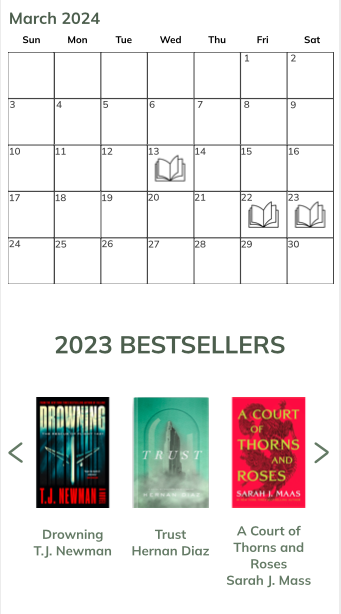 March 2024
Sun Mon Tue Wed Thu Fri Sat
1 2
3 4 5 6 7 8 9
10 11 12 13 14 15 16
17 18 19 20 21 22 23
24 25 26 27 28 29 30
2023 BESTSELLERS
DROWNING
T.J. NEWMAN
TRUST
HERNAN DIAZ
A COURT
OF
THORNS
AND
ROSES
SARAH J. MAAS
< >
Drowning
T.J. Newman
Trust
Hernan Diaz
A Court of
Thorns and
Roses
Sarah J. Mass